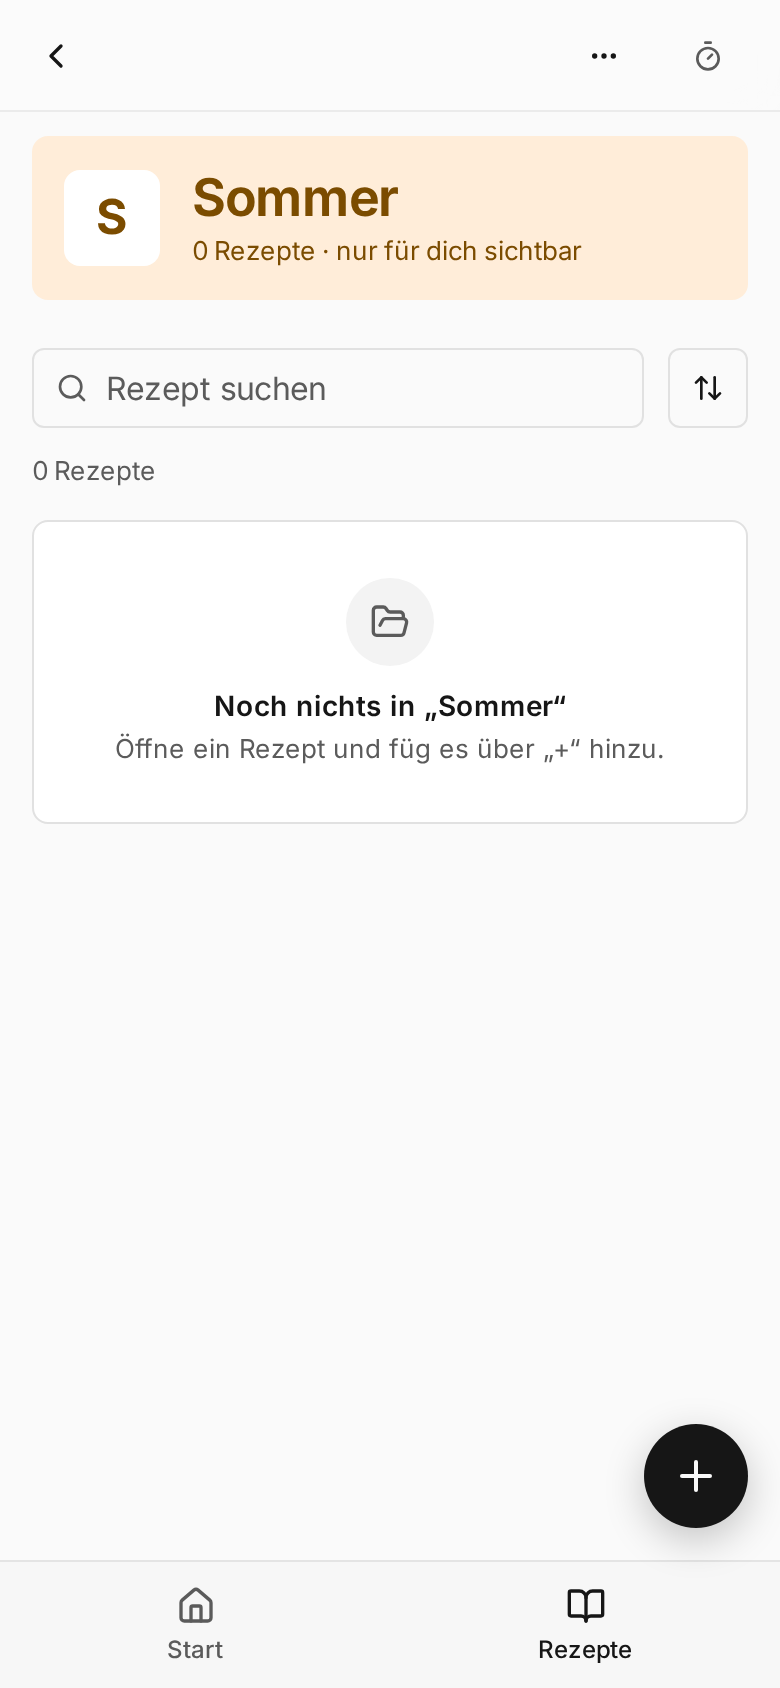 S
Sommer
0 Rezepte · nur für dich sichtbar
Rezept suchen
0 Rezepte
Noch nichts in „Sommer“
Öffne ein Rezept und füg es über „+“ hinzu.
Start
Rezepte